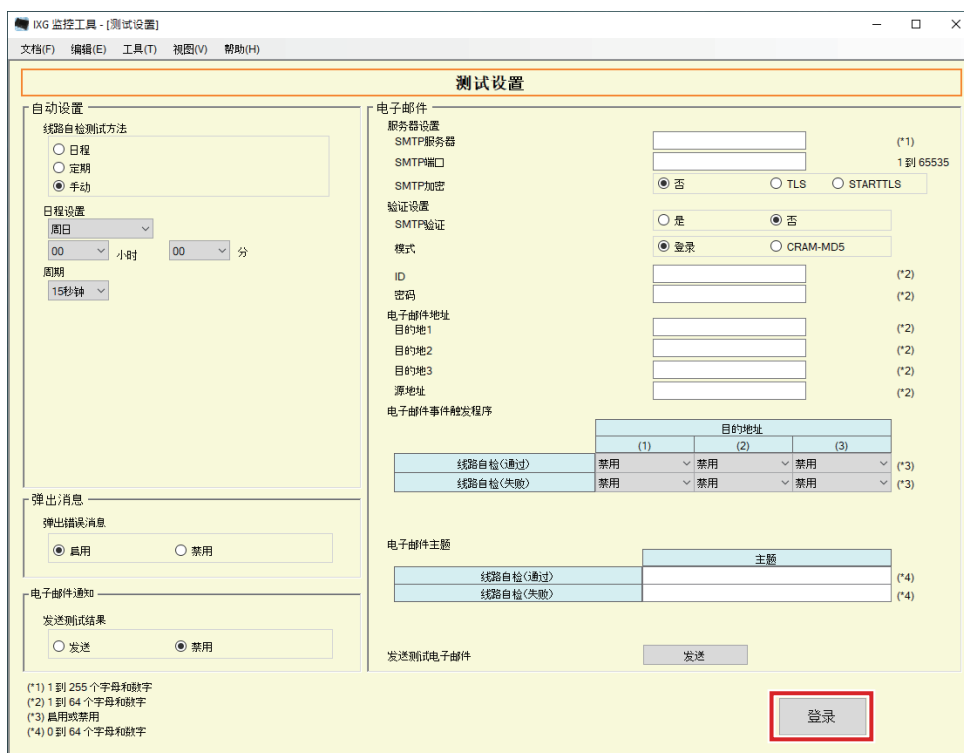 IXG 监控工具 - [测试设置]
文档(F) 编辑(E) 工具(T) 视图(V) 帮助(H)
测试设置
自动设置
线路自检测试方法
日程
定期
手动
日程设置
周日
00 小时 00 分
周期
15秒钟
弹出消息
弹出错误消息
启用 禁用
电子邮件通知
发送测试结果
发送 禁用
电子邮件
服务器设置
SMTP服务器 (*1)
SMTP端口 1 到 65535
SMTP加密 否 TLS STARTTLS
验证设置
SMTP验证 是 否
模式 登录 CRAM-MD5
ID (*2)
密码 (*2)
电子邮件地址
目的地1 (*2)
目的地2 (*2)
目的地3 (*2)
源地址 (*2)
电子邮件事件触发程序
目的地址
(1) (2) (3)
线路自检(通过) 禁用 禁用 禁用 (*3)
线路自检(失败) 禁用 禁用 禁用 (*3)
电子邮件主题
主题
线路自检(通过) (*4)
线路自检(失败) (*4)
发送测试电子邮件 发送
(*1) 1 到 255 个字母和数字
(*2) 1 到 64 个字母和数字
(*3) 启用或禁用
(*4) 0 到 64 个字母和数字
登录